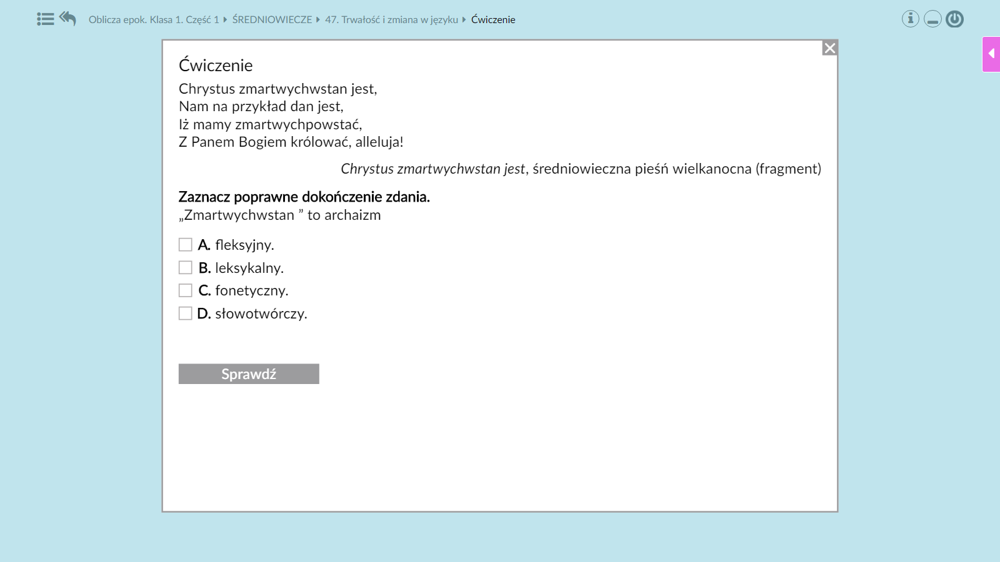 Oblicza epok. Klasa 1. Część 1 ŚREDNIOWIECZE 47. Trwałość i zmiana w języku Ćwiczenie
Ćwiczenie
Chrystus zmartwychwstan jest,
Nam na przykład dan jest,
Iż mamy zmartwychpowstać,
Z Panem Bogiem królować, alleluja!
Chrystus zmartwychwstan jest, średniowieczna pieśń wielkanocna (fragment)
Zaznacz poprawne dokończenie zdania.
„Zmartwychwstan ” to archaizm
A. fleksyjny.
B. leksykalny.
C. fonetyczny.
D. słowotwórczy.
Sprawdź